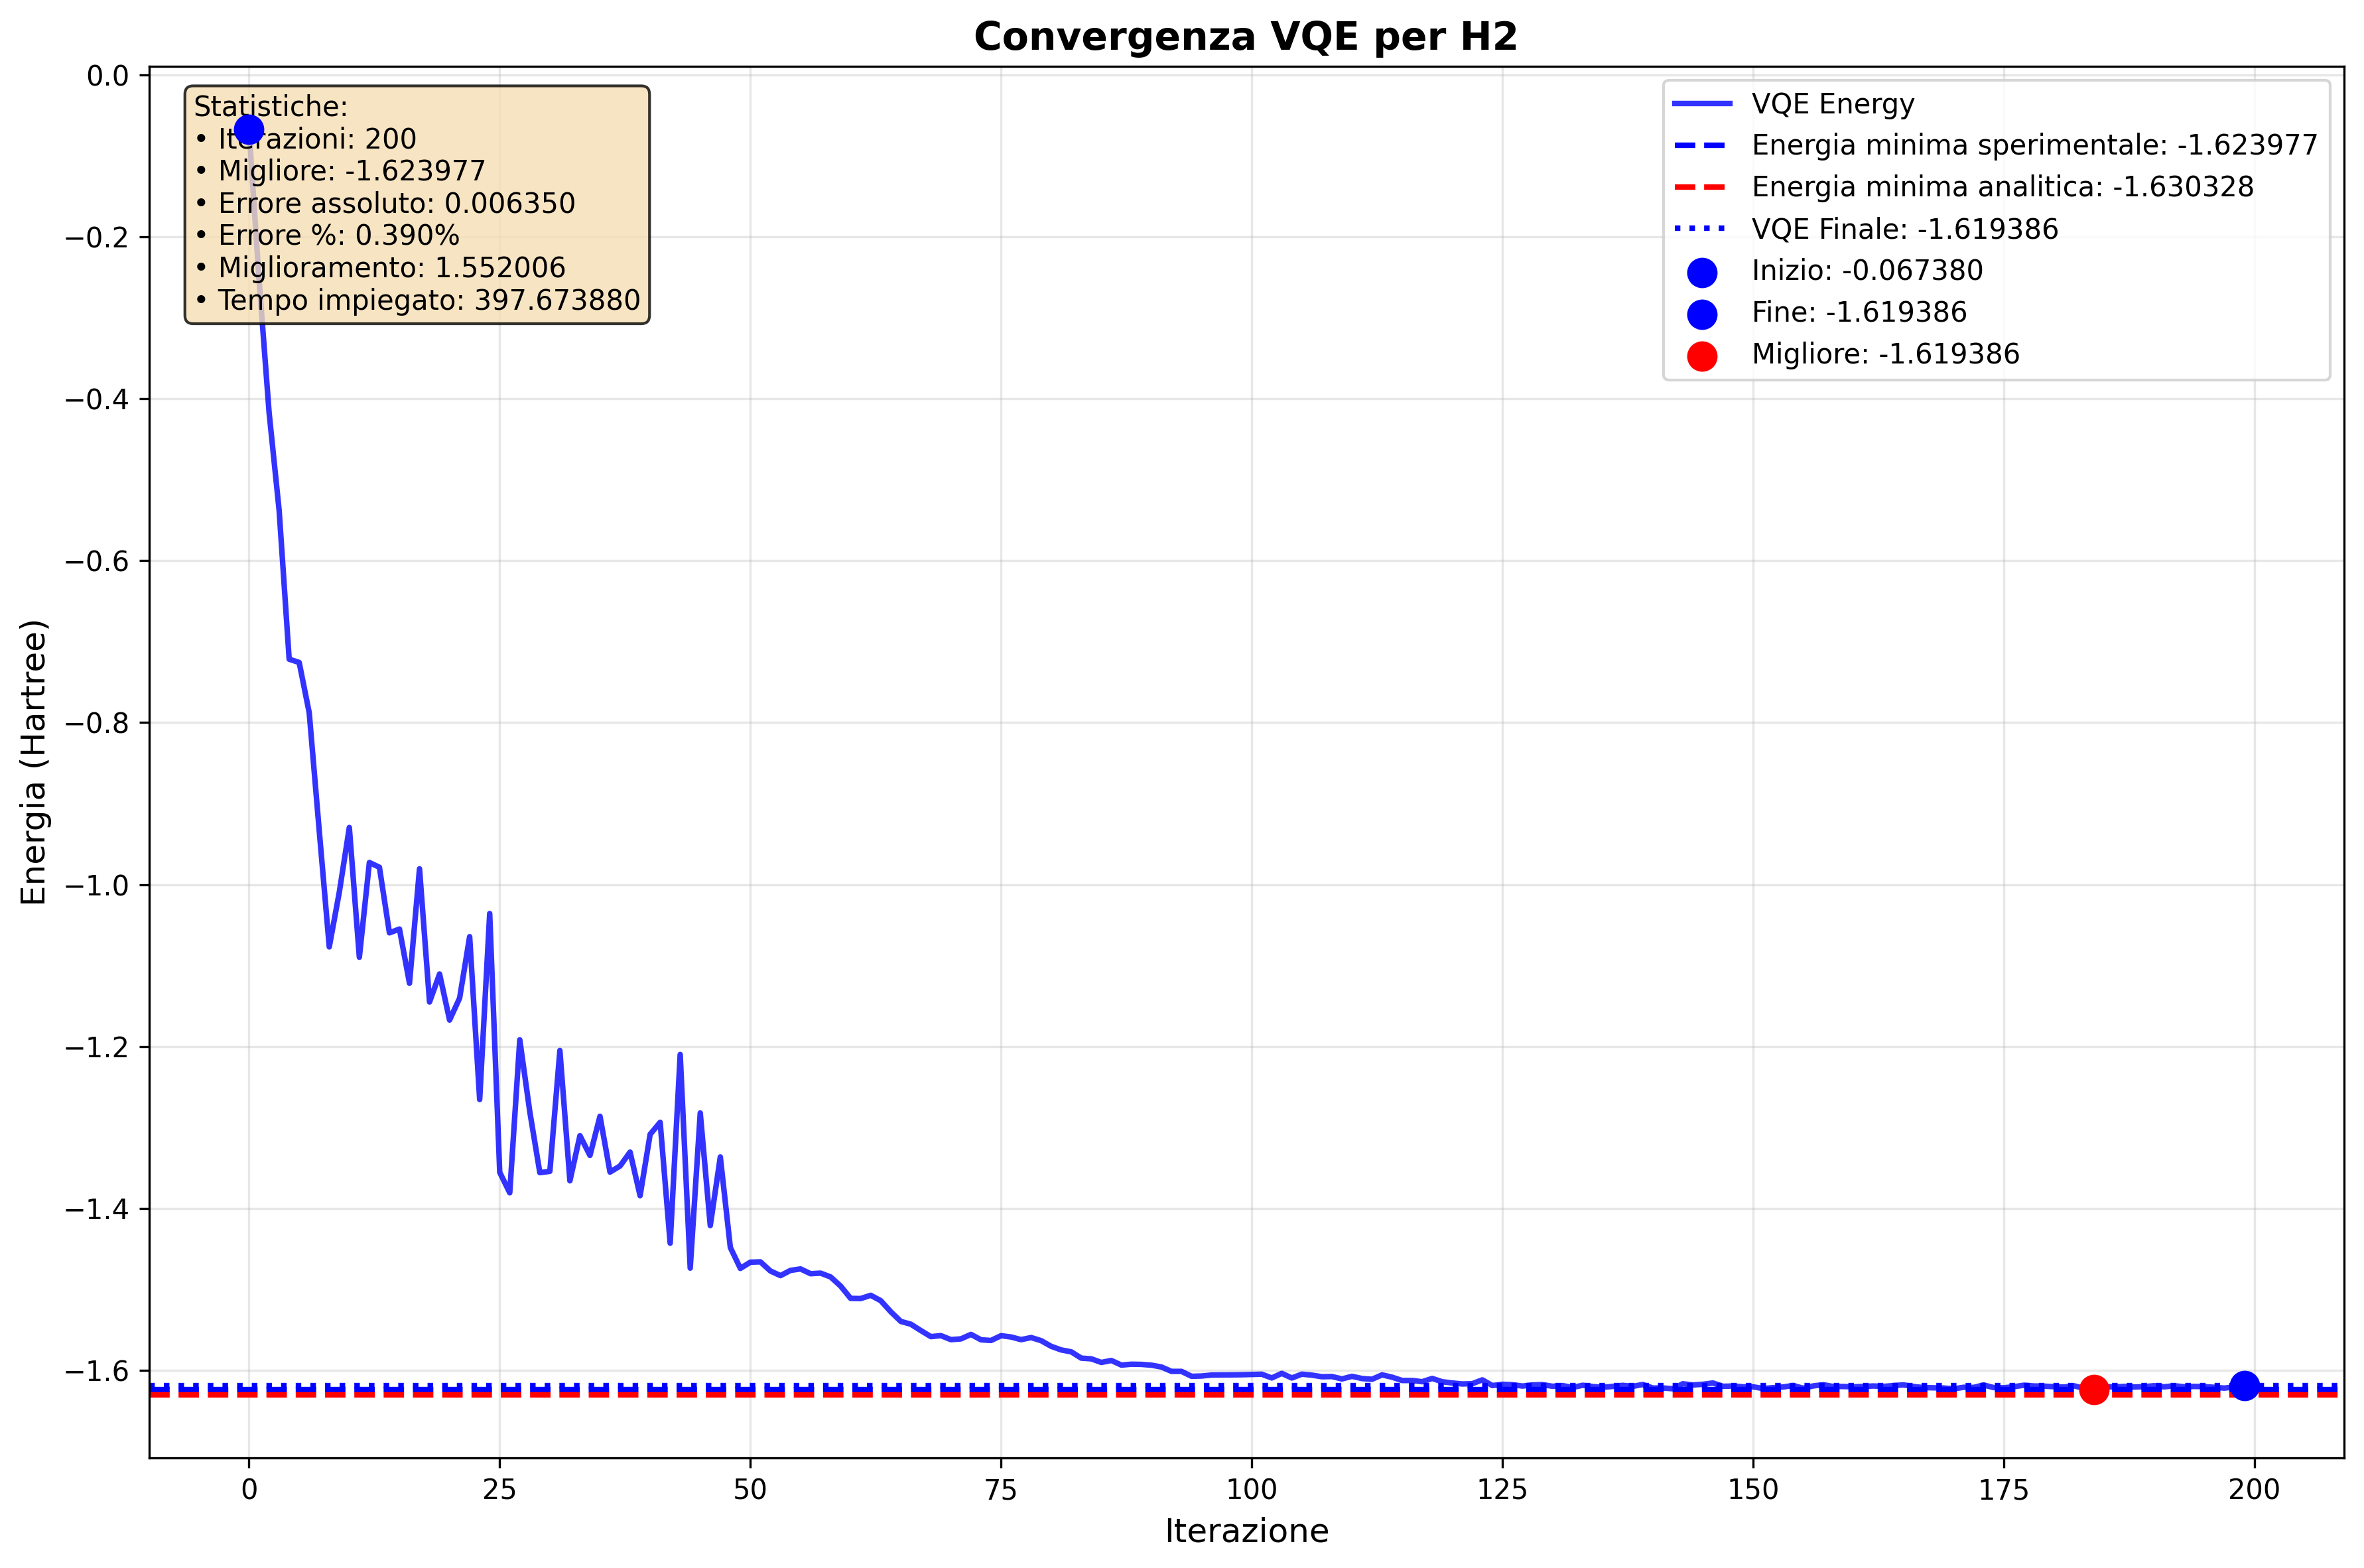 Convergenza VQE per H2
Statistiche:
• Iterazioni: 200
• Migliore: -1.623977
• Errore assoluto: 0.006350
• Errore %: 0.390%
• Miglioramento: 1.552006
• Tempo impiegato: 397.673880
VQE Energy
Energia minima sperimentale: -1.623977
Energia minima analitica: -1.630328
VQE Finale: -1.619386
Inizio: -0.067380
Fine: -1.619386
Migliore: -1.619386
Energia (Hartree)
0.0
−0.2
−0.4
−0.6
−0.8
−1.0
−1.2
−1.4
−1.6
0
25
50
75
100
125
150
175
200
Iterazione